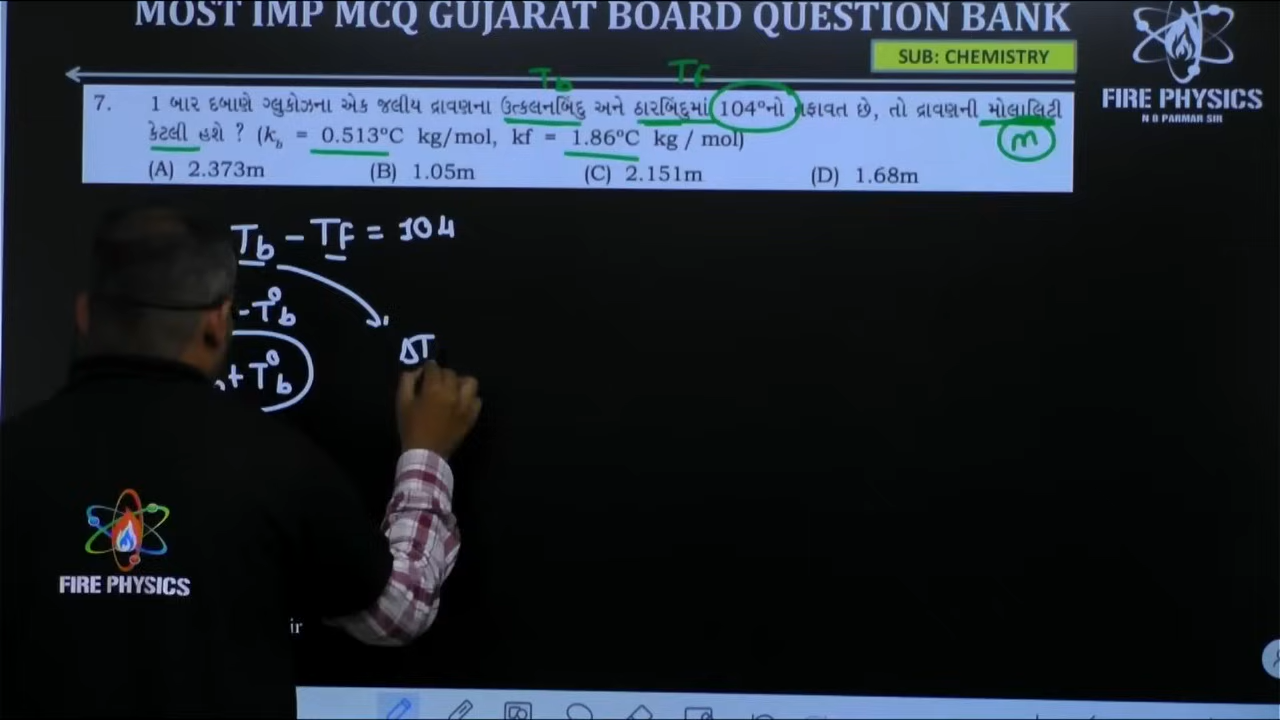 MOST IMP MCQ GUJARAT BOARD QUESTION BANK
SUB: CHEMISTRY
FIRE PHYSICS
N B PARMAR SIR
Tb Tf
7. 1 બાર દબાણે ગ્લુકોઝના એક જલીય દ્રાવણના ઉત્કલનબિંદુ અને ઠારબિંદુમાં 104°નો તફાવત છે, તો દ્રાવણની મોલાલિટી
કેટલી હશે ? (kb = 0.513°C kg/mol, kf = 1.86°C kg / mol)
m
(A) 2.373m (B) 1.05m (C) 2.151m (D) 1.68m
Tb - Tf = 104
- T°b
+ T°b
ΔT
FIRE PHYSICS
ir